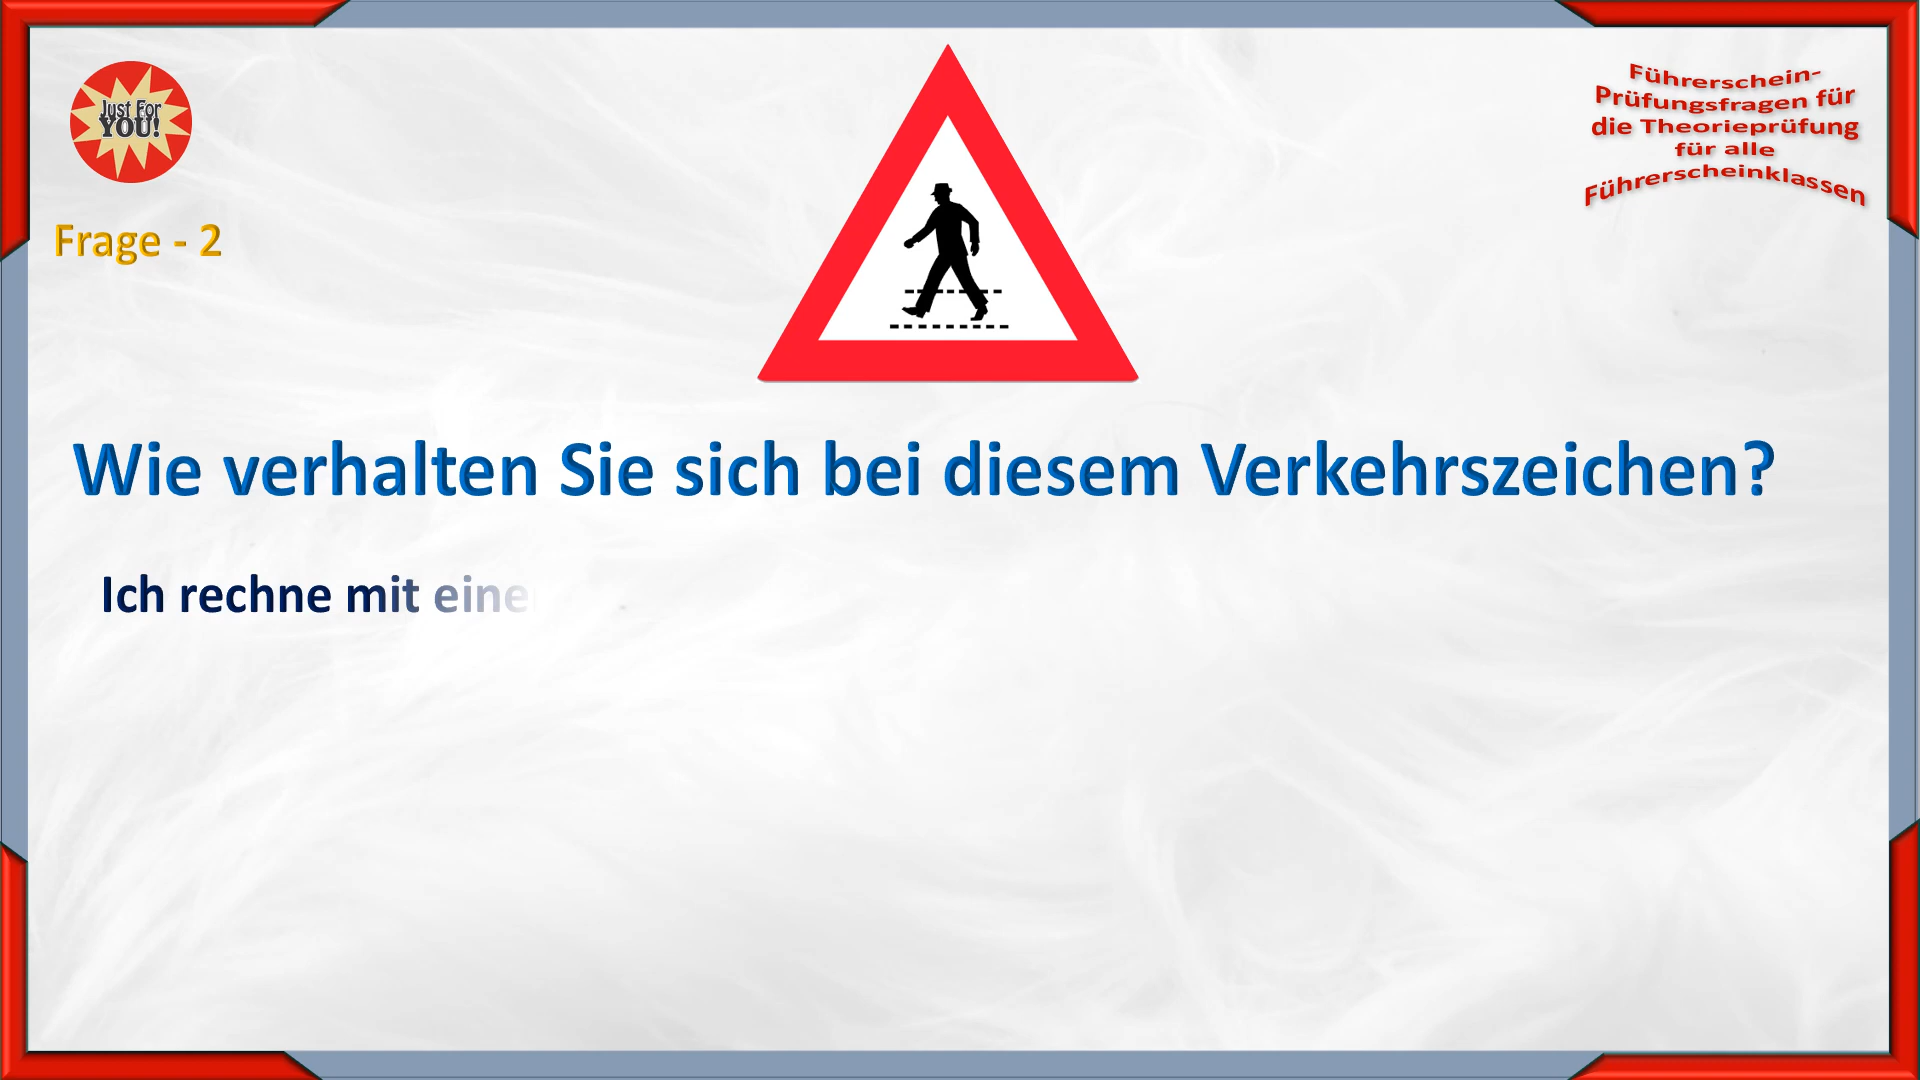 Just For
YOU!
Führerschein-
Prüfungsfragen für
die Theorieprüfung
für alle
Führerscheinklassen
Frage - 2
Wie verhalten Sie sich bei diesem Verkehrszeichen?
Ich rechne mit eine